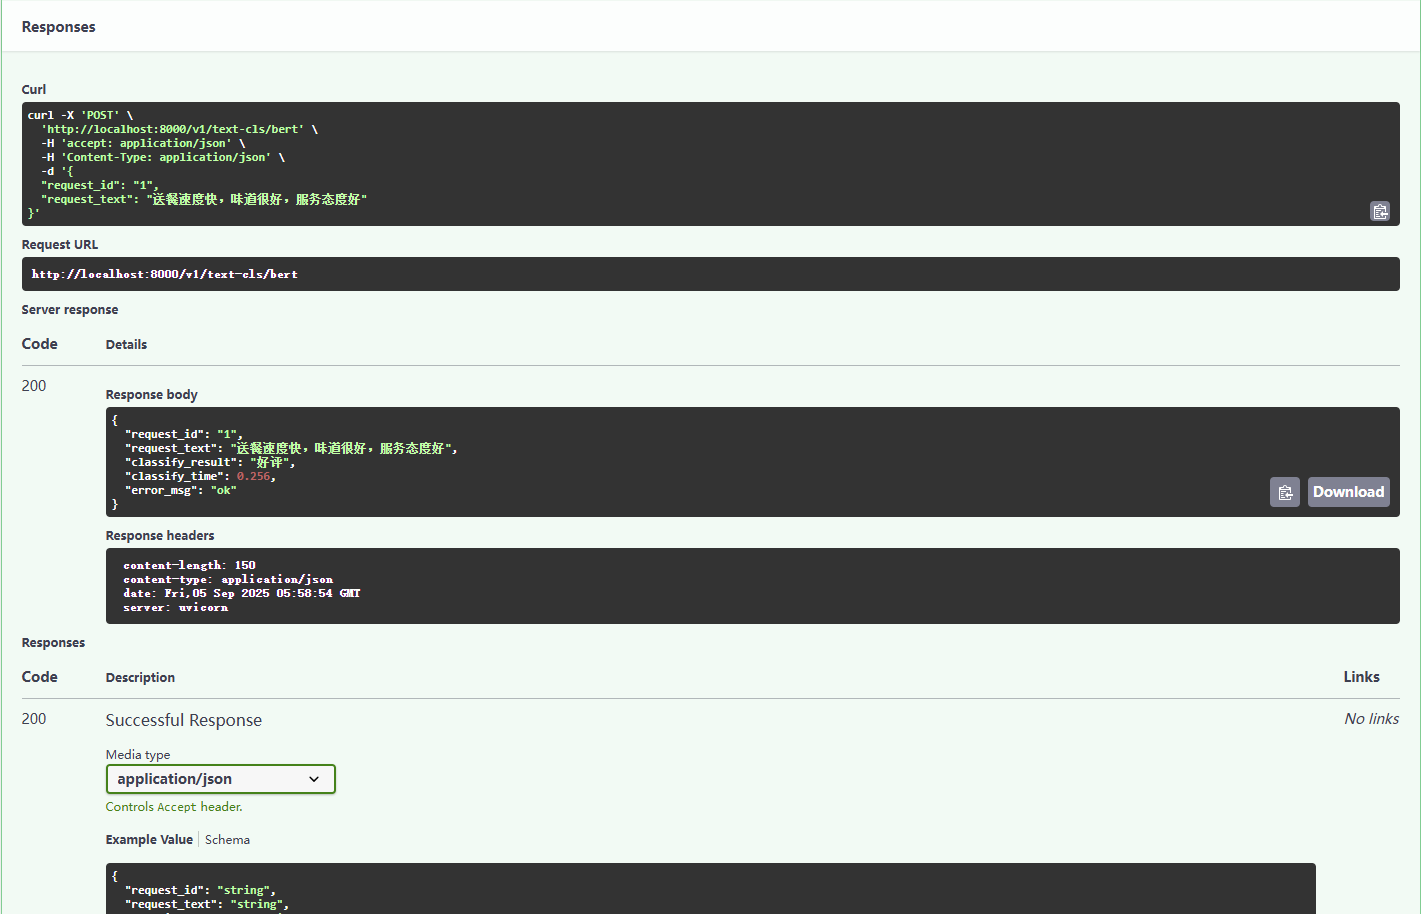 Responses
Curl
curl -X 'POST' \
'http://localhost:8000/v1/text-cls/bert' \
-H 'accept: application/json' \
-H 'Content-Type: application/json' \
-d '{
"request_id": "1",
"request_text": "送餐速度快，味道很好，服务态度好"
}'
Request URL
http://localhost:8000/v1/text-cls/bert
Server response
Code Details
200
Response body
{
"request_id": "1",
"request_text": "送餐速度快，味道很好，服务态度好",
"classify_result": "好评",
"classify_time": 0.256,
"error_msg": "ok"
}
Download
Response headers
content-length: 150
content-type: application/json
date: Fri,05 Sep 2025 05:58:54 GMT
server: uvicorn
Responses
Code Description Links
200 Successful Response No links
Media type
application/json
Controls Accept header.
Example Value Schema
{
"request_id": "string",
"request_text": "string",